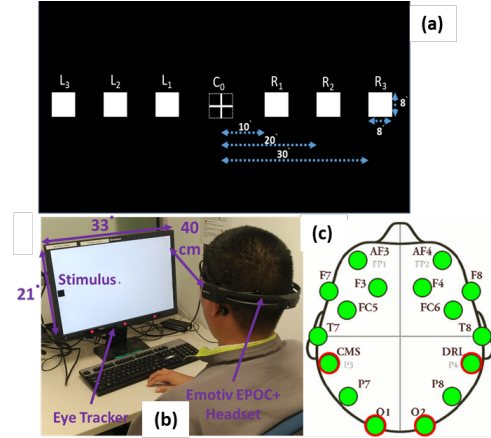 (a)
L3 L2 L1 C0 R1 R2 R3
8`
8`
10`
20`
30`
33°
40
cm
21°
Stimulus
Eye Tracker
(b)
Emotiv EPOC+
Headset
(c)
AF3 AF4
FP1 FP2
F7 F3 F4 F8
FC5 FC6
T7 T8
CMS DRL
P3 P4
P7 P8
O1 O2